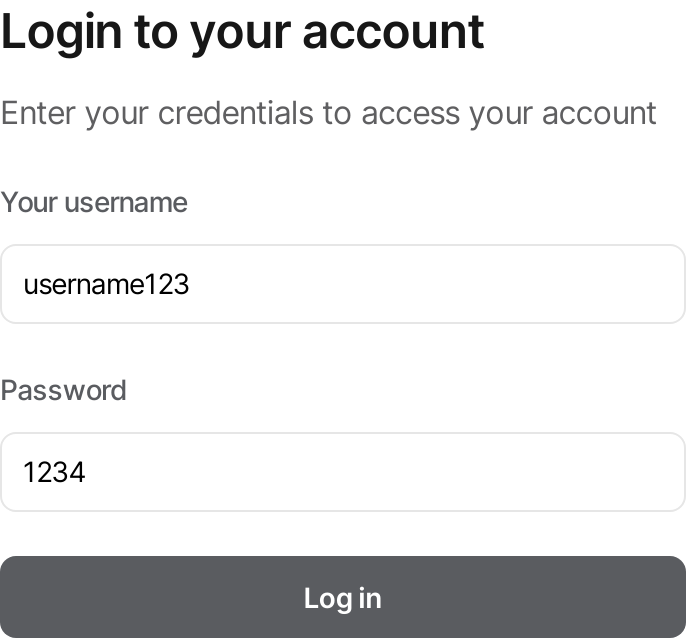 Login to your account
Enter your credentials to access your account
Your username
username123
Password
1234
Log in